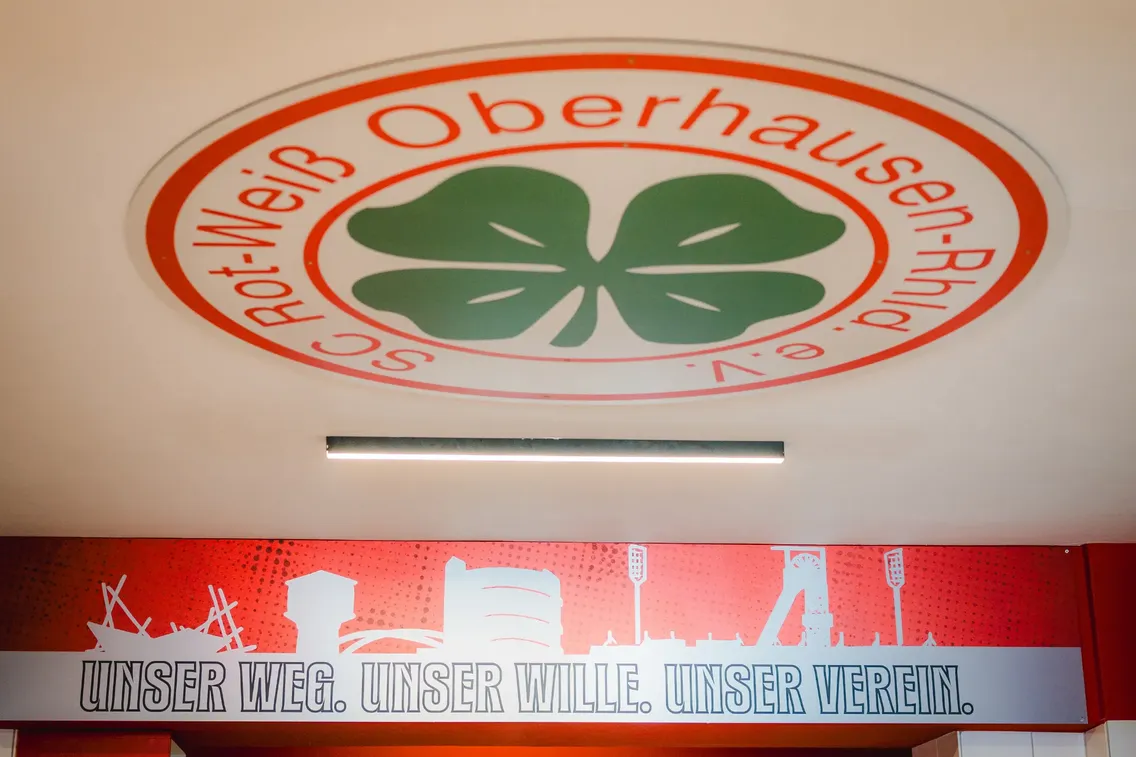 SC Rot-Weiß Oberhausen-Rhld. e.V.
UNSER WEG. UNSER WILLE. UNSER VEREIN.